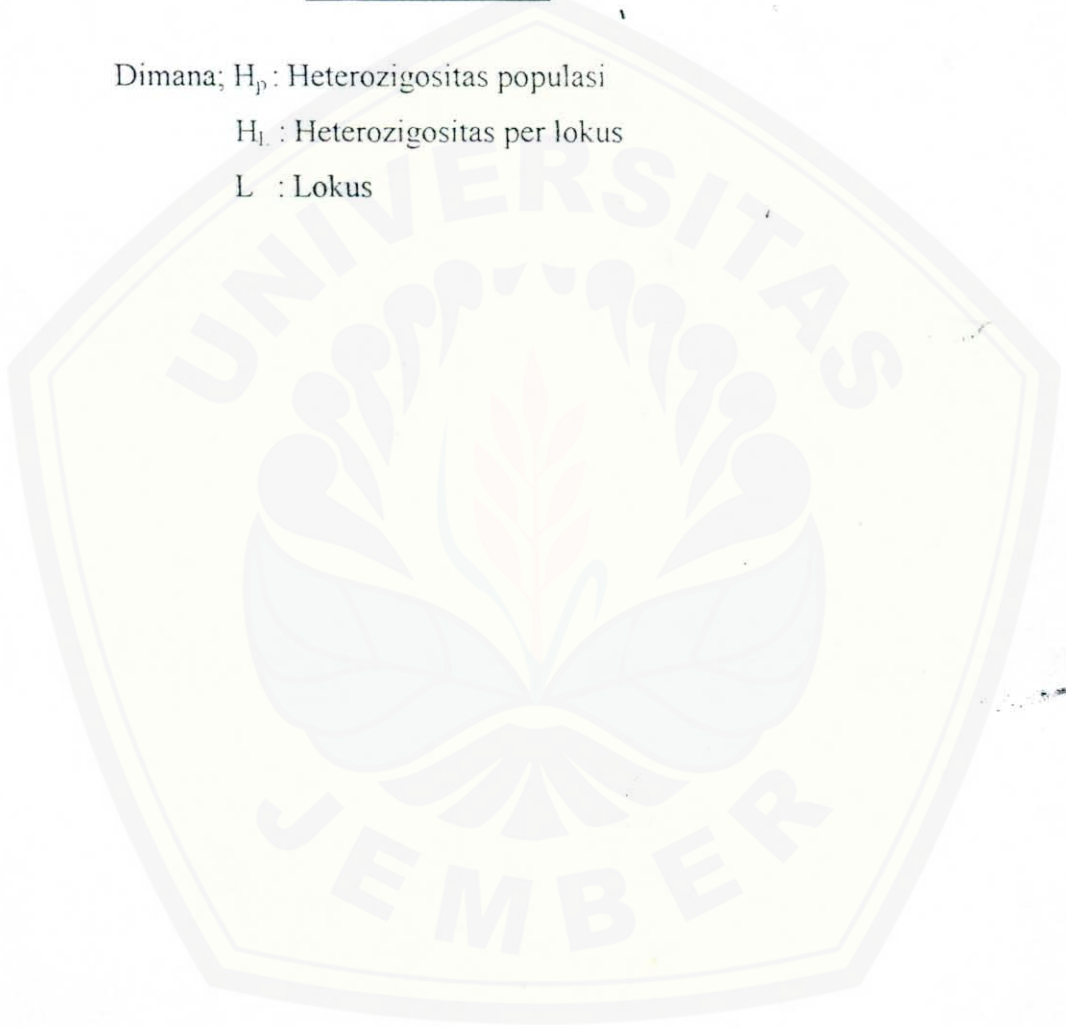 Dimana; Hp : Heterozigositas populasi
HL : Heterozigositas per lokus
L : Lokus
UNIVERSITAS
JEMBER